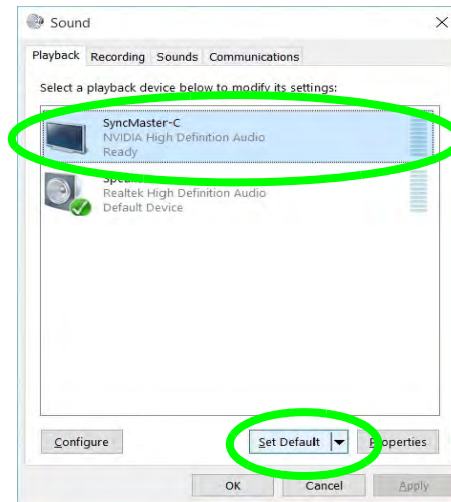 Sound
Playback Recording Sounds Communications
Select a playback device below to modify its settings:
SyncMaster-C
NVIDIA High Definition Audio
Ready
Realtek High Definition Audio
Default Device
Configure Set Default Properties
OK Cancel Apply